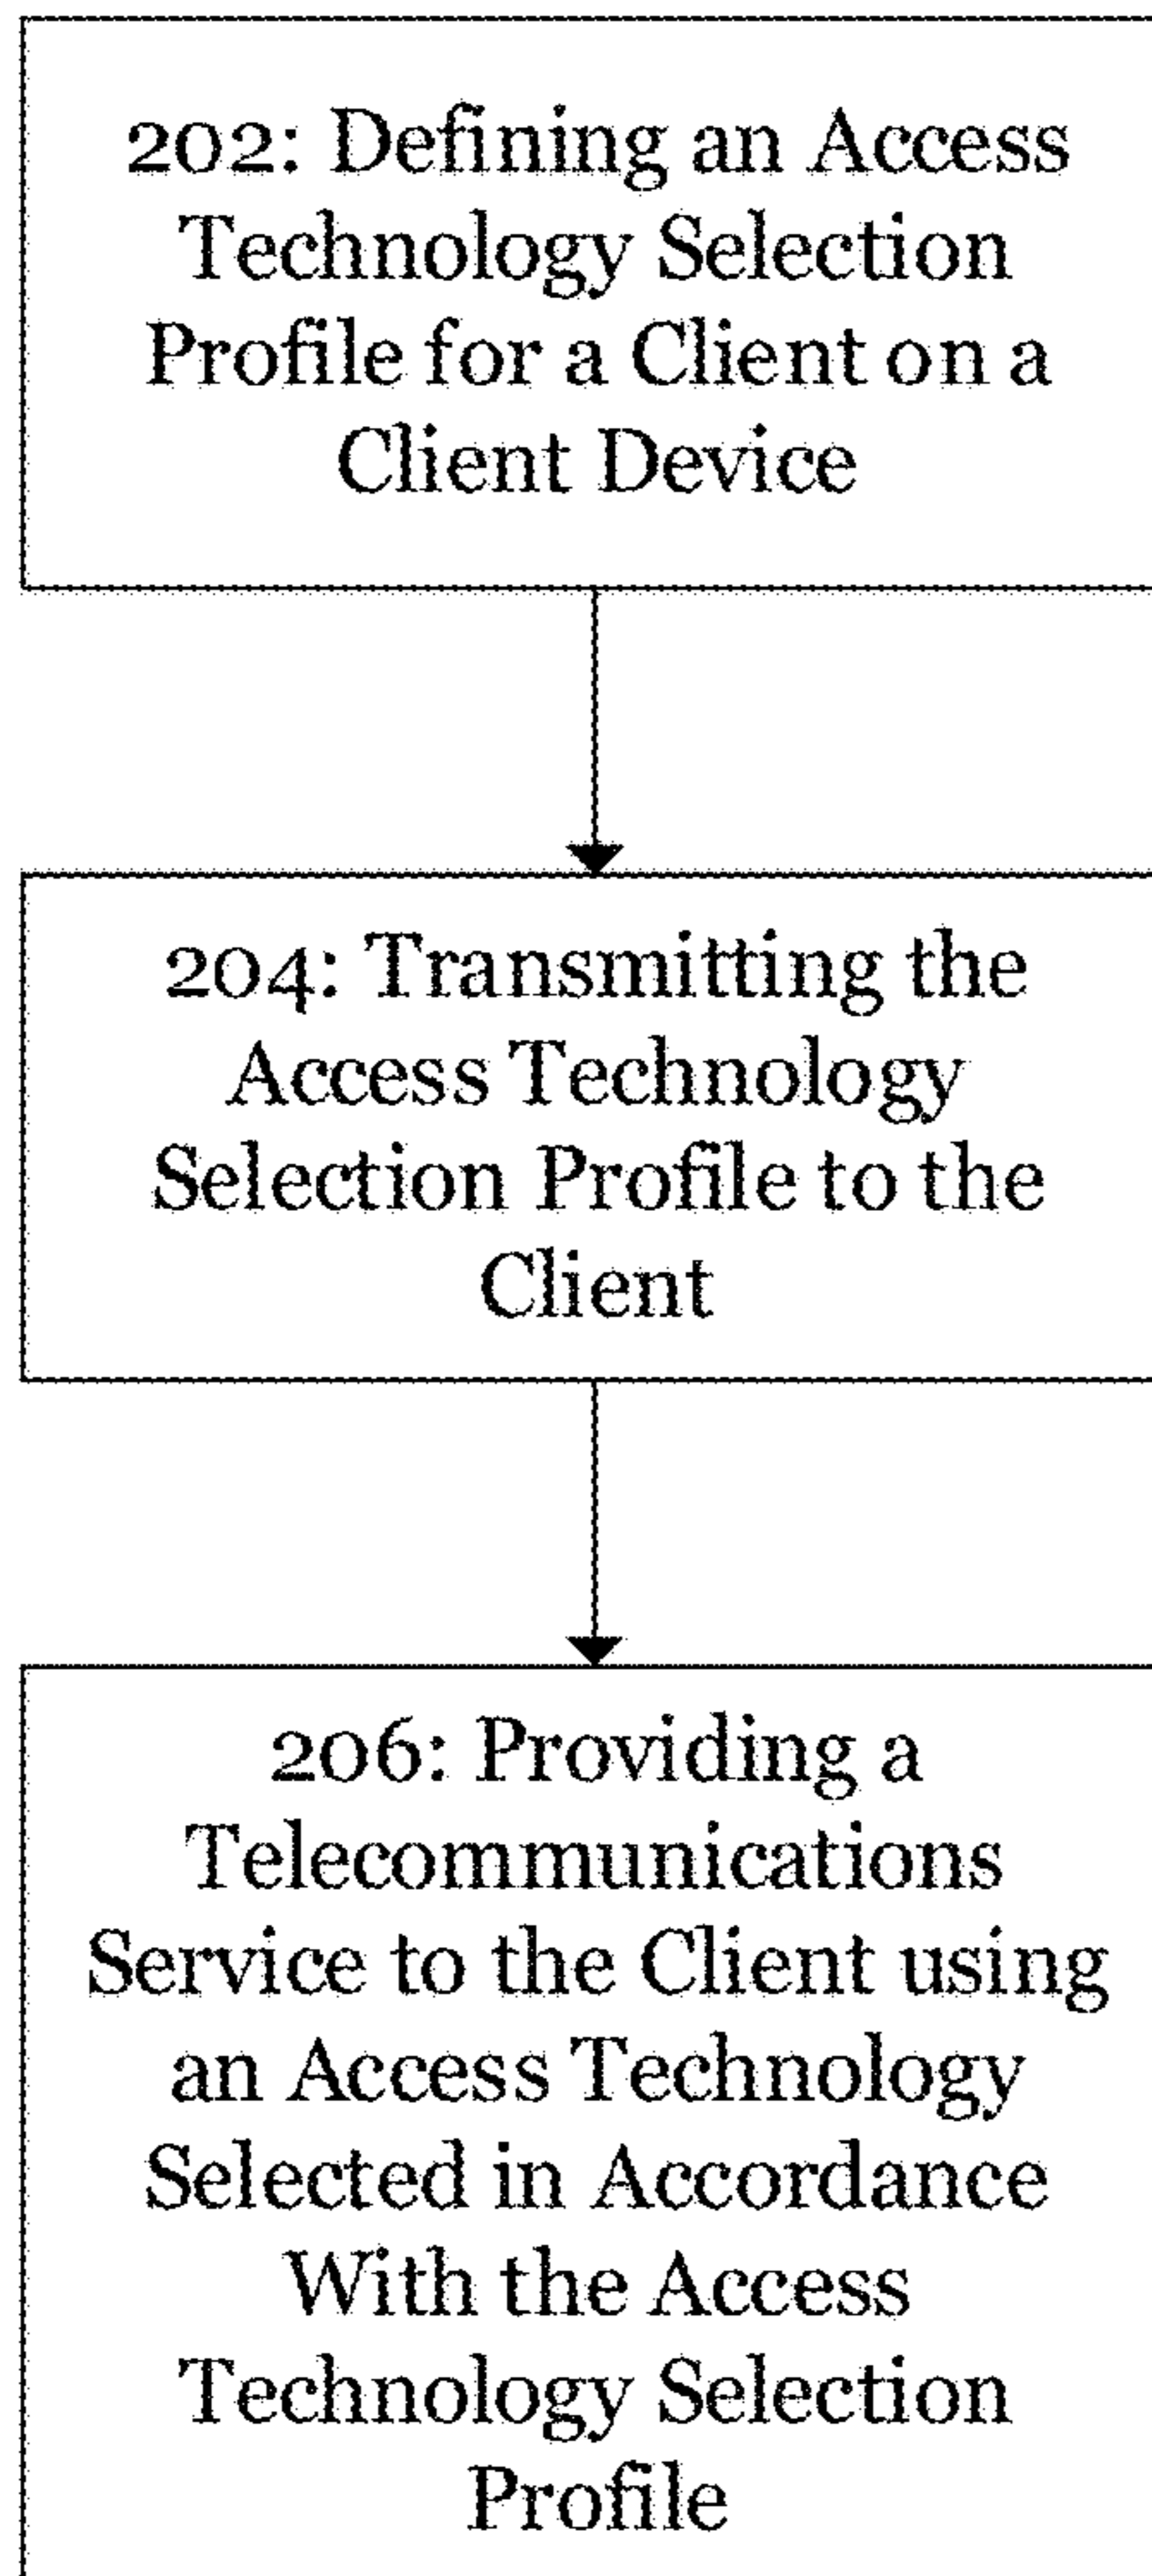 202: Defining an Access
Technology Selection
Profile for a Client on a
Client Device
204: Transmitting the
Access Technology
Selection Profile to the
Client
206: Providing a
Telecommunications
Service to the Client using
an Access Technology
Selected in Accordance
With the Access
Technology Selection
Profile